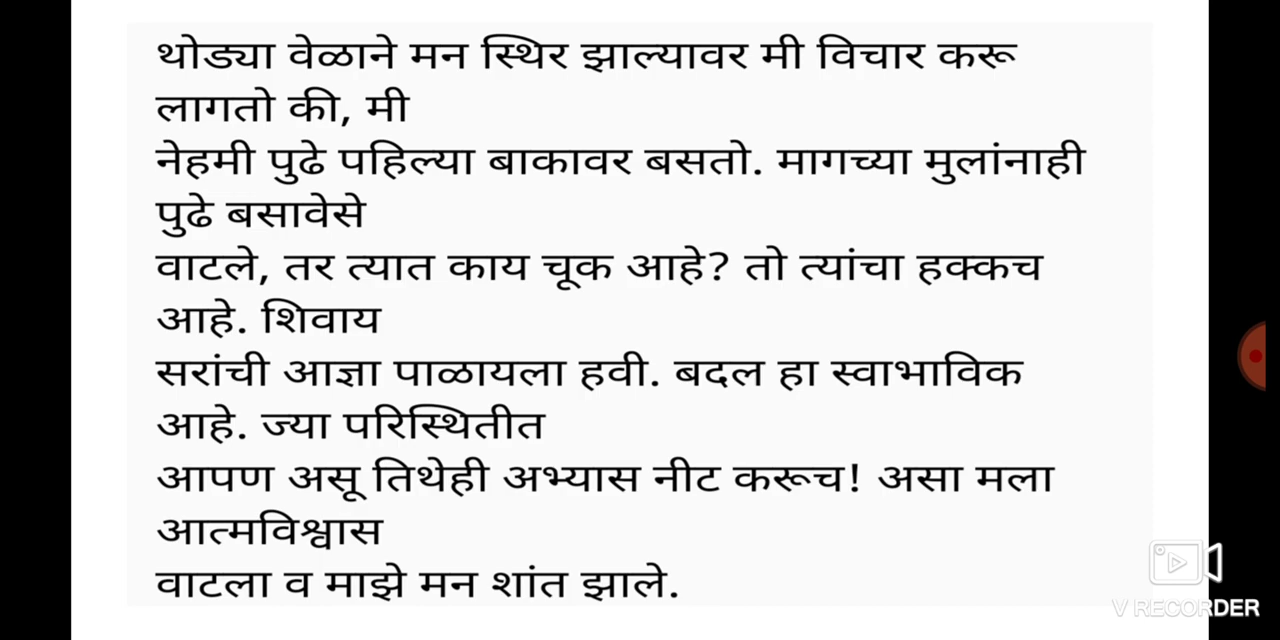 थोड्या वेळाने मन स्थिर झाल्यावर मी विचार करू
लागतो की, मी
नेहमी पुढे पहिल्या बाकावर बसतो. मागच्या मुलांनाही
पुढे बसावेसे
वाटले, तर त्यात काय चूक आहे? तो त्यांचा हक्कच
आहे. शिवाय
सरांची आज्ञा पाळायला हवी. बदल हा स्वाभाविक
आहे. ज्या परिस्थितीत
आपण असू तिथेही अभ्यास नीट करूच! असा मला
आत्मविश्वास
वाटला व माझे मन शांत झाले.
V RECORDER